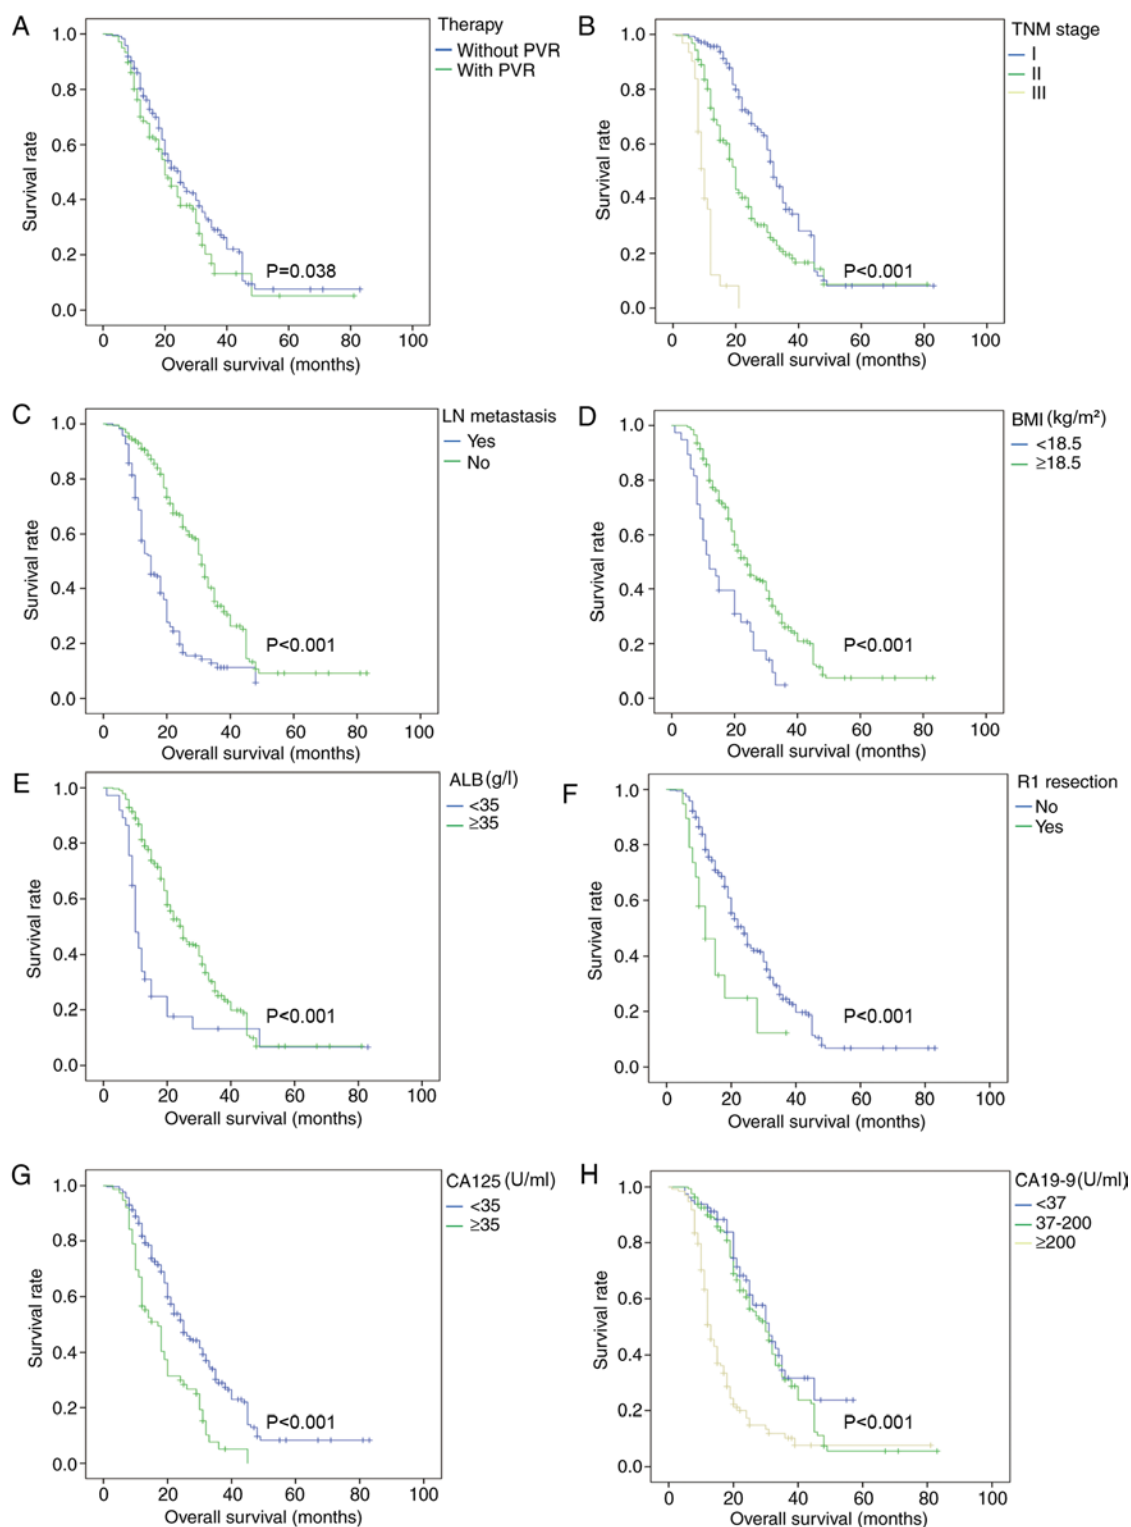 A
Therapy
Without PVR
With PVR
1.0
0.8
0.6
0.4
0.2
0.0
Survival rate
P=0.038
0 20 40 60 80 100
Overall survival (months)
B
TNM stage
I
II
III
1.0
0.8
0.6
0.4
0.2
0.0
Survival rate
P<0.001
0 20 40 60 80 100
Overall survival (months)
C
LN metastasis
Yes
No
1.0
0.8
0.6
0.4
0.2
0.0
Survival rate
P<0.001
0 20 40 60 80 100
Overall survival (months)
D
BMI (kg/m²)
<18.5
≥18.5
1.0
0.8
0.6
0.4
0.2
0.0
Survival rate
P<0.001
0 20 40 60 80 100
Overall survival (months)
E
ALB (g/l)
<35
≥35
1.0
0.8
0.6
0.4
0.2
0.0
Survival rate
P<0.001
0 20 40 60 80 100
Overall survival (months)
F
R1 resection
No
Yes
1.0
0.8
0.6
0.4
0.2
0.0
Survival rate
P<0.001
0 20 40 60 80 100
Overall survival (months)
G
CA125 (U/ml)
<35
≥35
1.0
0.8
0.6
0.4
0.2
0.0
Survival rate
P<0.001
0 20 40 60 80 100
Overall survival (months)
H
CA19-9 (U/ml)
<37
37-200
≥200
1.0
0.8
0.6
0.4
0.2
0.0
Survival rate
P<0.001
0 20 40 60 80 100
Overall survival (months)